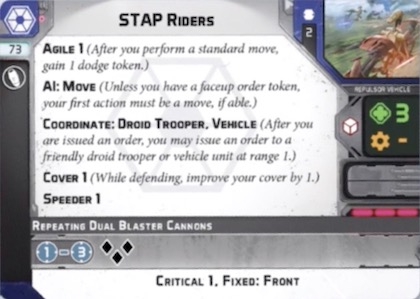 STAP Riders
73
2
Agile 1 (After you perform a standard move,
gain 1 dodge token.)
AI: Move (Unless you have a faceup order token,
your first action must be a move, if able.)
Coordinate: Droid Trooper, Vehicle (After you
are issued an order, you may issue an order to a
friendly droid trooper or vehicle unit at range 1.)
Cover 1 (While defending, improve your cover by 1.)
Speeder 1
Repulsor Vehicle
3
-
Repeating Dual Blaster Cannons
1-3
Critical 1, Fixed: Front